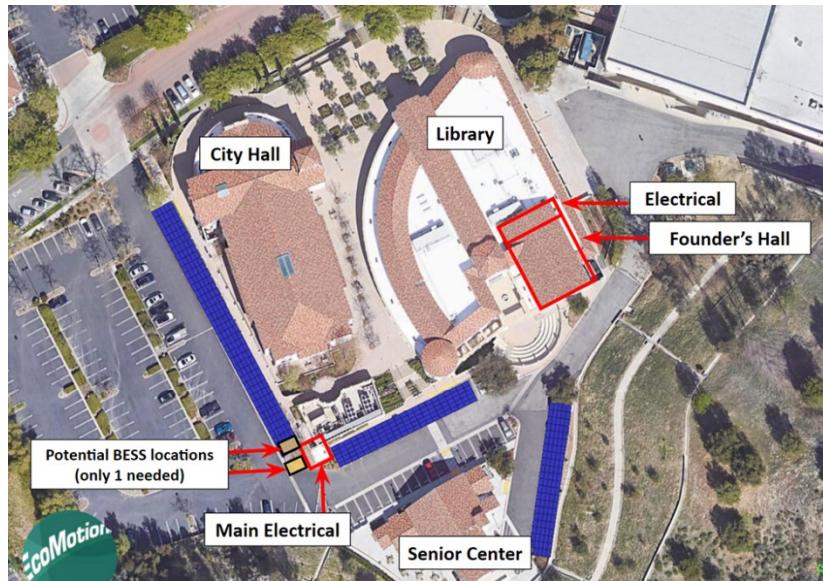 City Hall
Library
Electrical
Founder's Hall
Potential BESS locations
(only 1 needed)
Main Electrical
Senior Center
EcoMotion